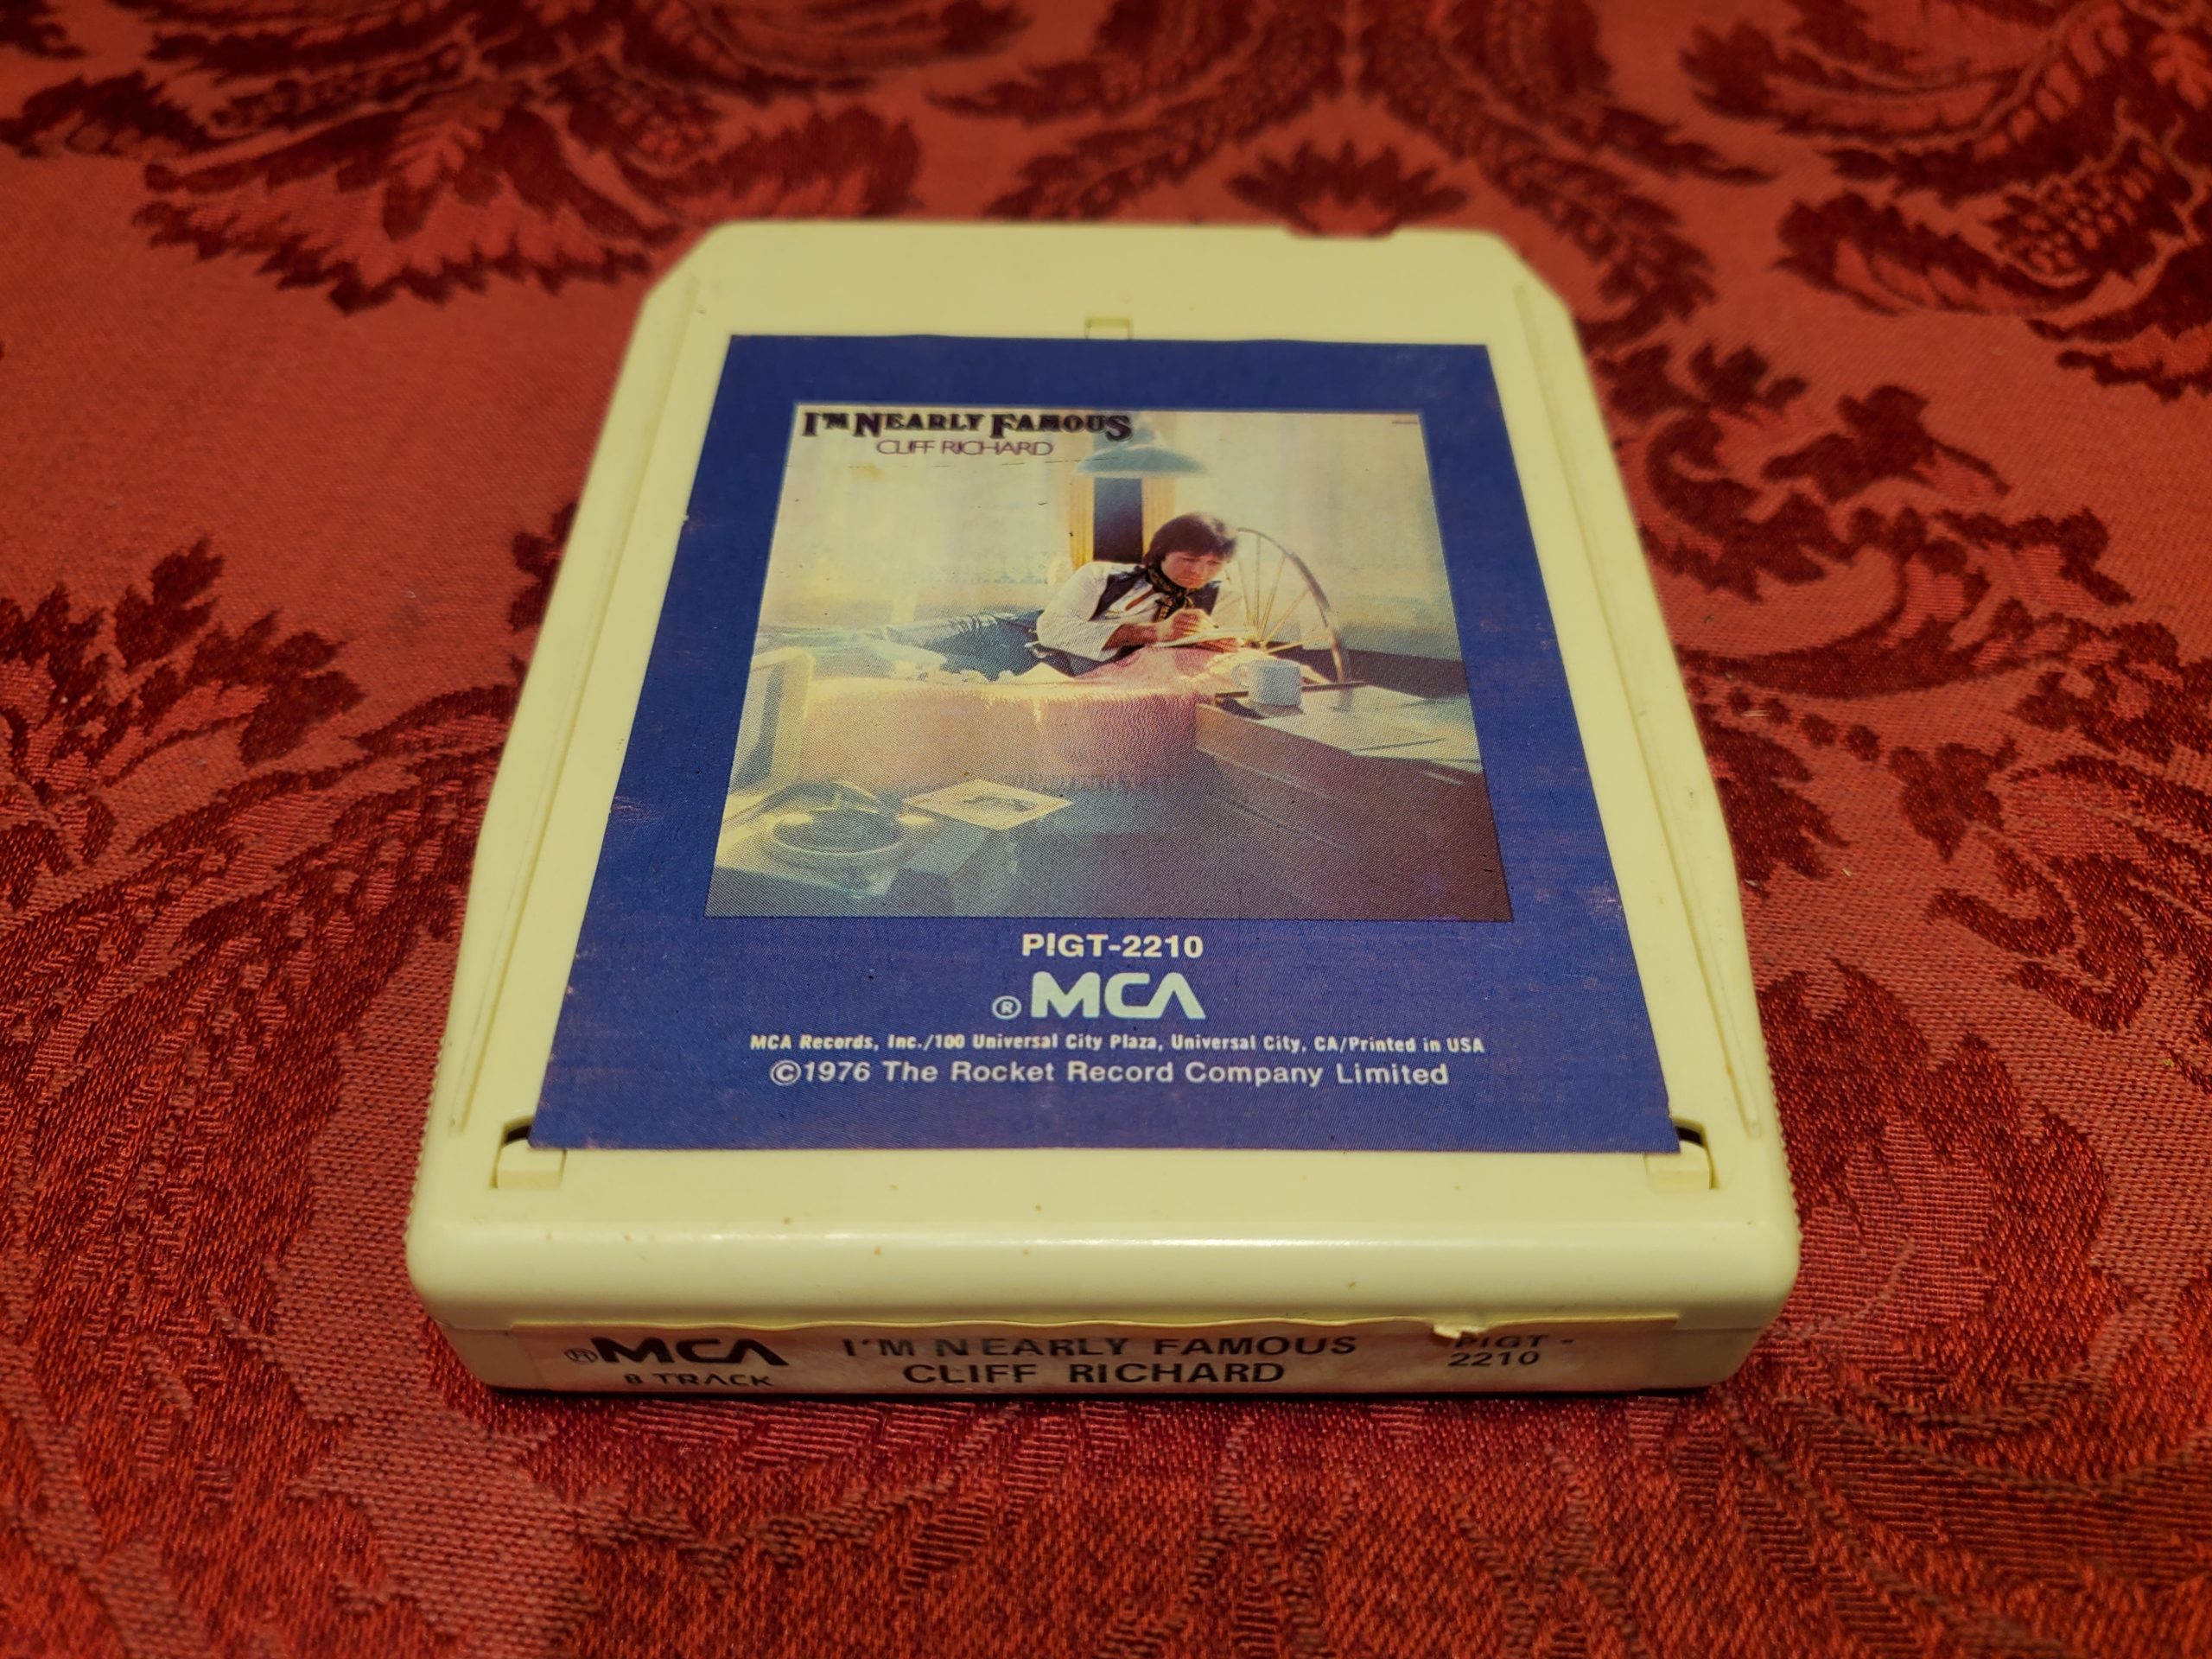 I'M NEARLY FAMOUS
CLIFF RICHARD
PIGT-2210
®MCA
MCA Records, Inc./100 Universal City Plaza, Universal City, CA/Printed in USA
©1976 The Rocket Record Company Limited
®MCA
8 TRACK
I'M NEARLY FAMOUS
CLIFF RICHARD
PIGT-
2210